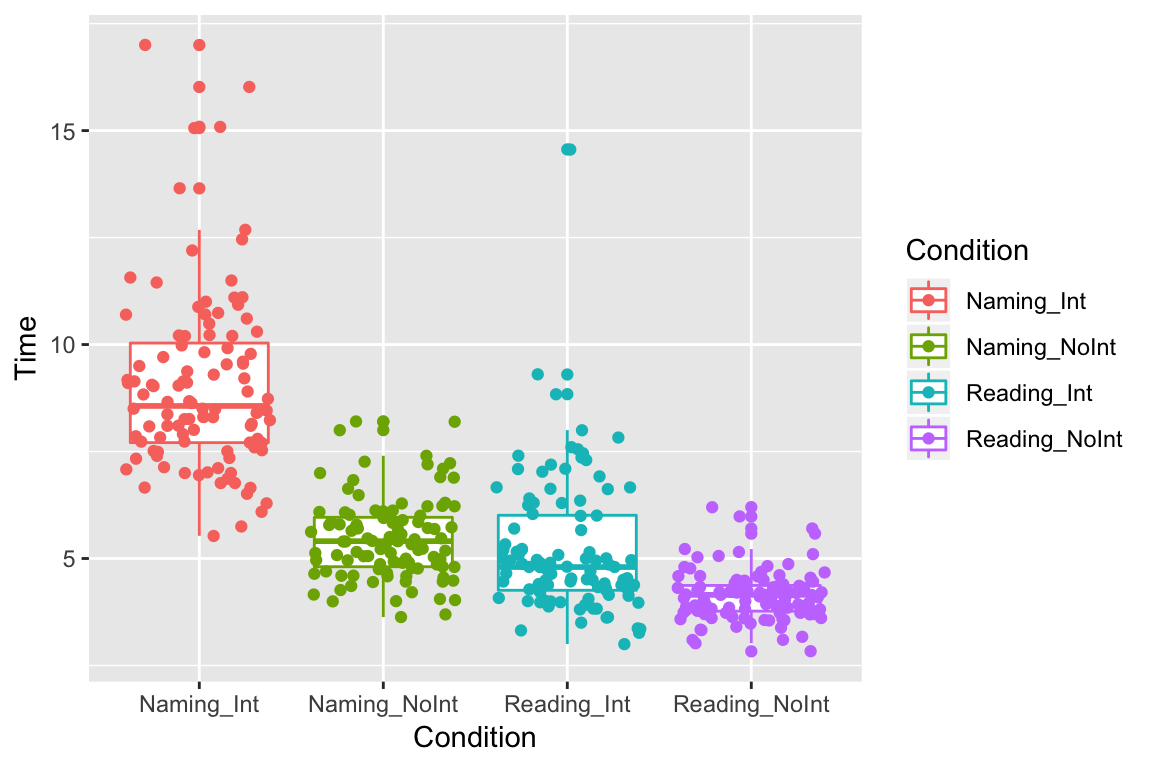 Time
15
10
5
Naming_Int
Naming_NoInt
Reading_Int
Reading_NoInt
Condition
Condition
Naming_Int
Naming_NoInt
Reading_Int
Reading_NoInt